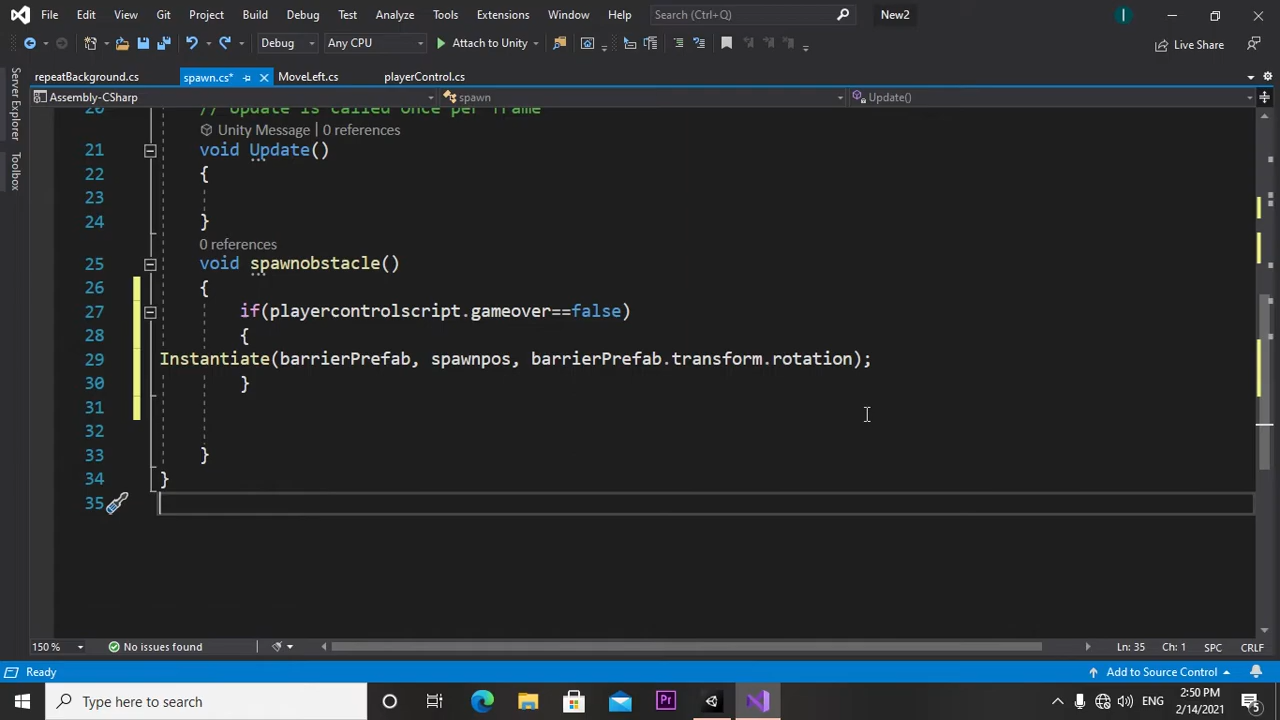 File Edit View Git Project Build Debug Test Analyze Tools Extensions Window Help Search (Ctrl+Q) New2 I
Debug Any CPU Attach to Unity Live Share
repeatBackground.cs spawn.cs* MoveLeft.cs playerControl.cs
Assembly-CSharp spawn Update()
Server Explorer
Toolbox
20 // Update is called once per frame
Unity Message | 0 references
21 void Update()
22 {
23
24 }
0 references
25 void spawnobstacle()
26 {
27 if(playercontrolscript.gameover==false)
28 {
29 Instantiate(barrierPrefab, spawnpos, barrierPrefab.transform.rotation);
30 }
31
32
33 }
34 }
35
150 % No issues found Ln: 35 Ch: 1 SPC CRLF
Ready Add to Source Control
Type here to search Pr ENG 2:50 PM
2/14/2021 5